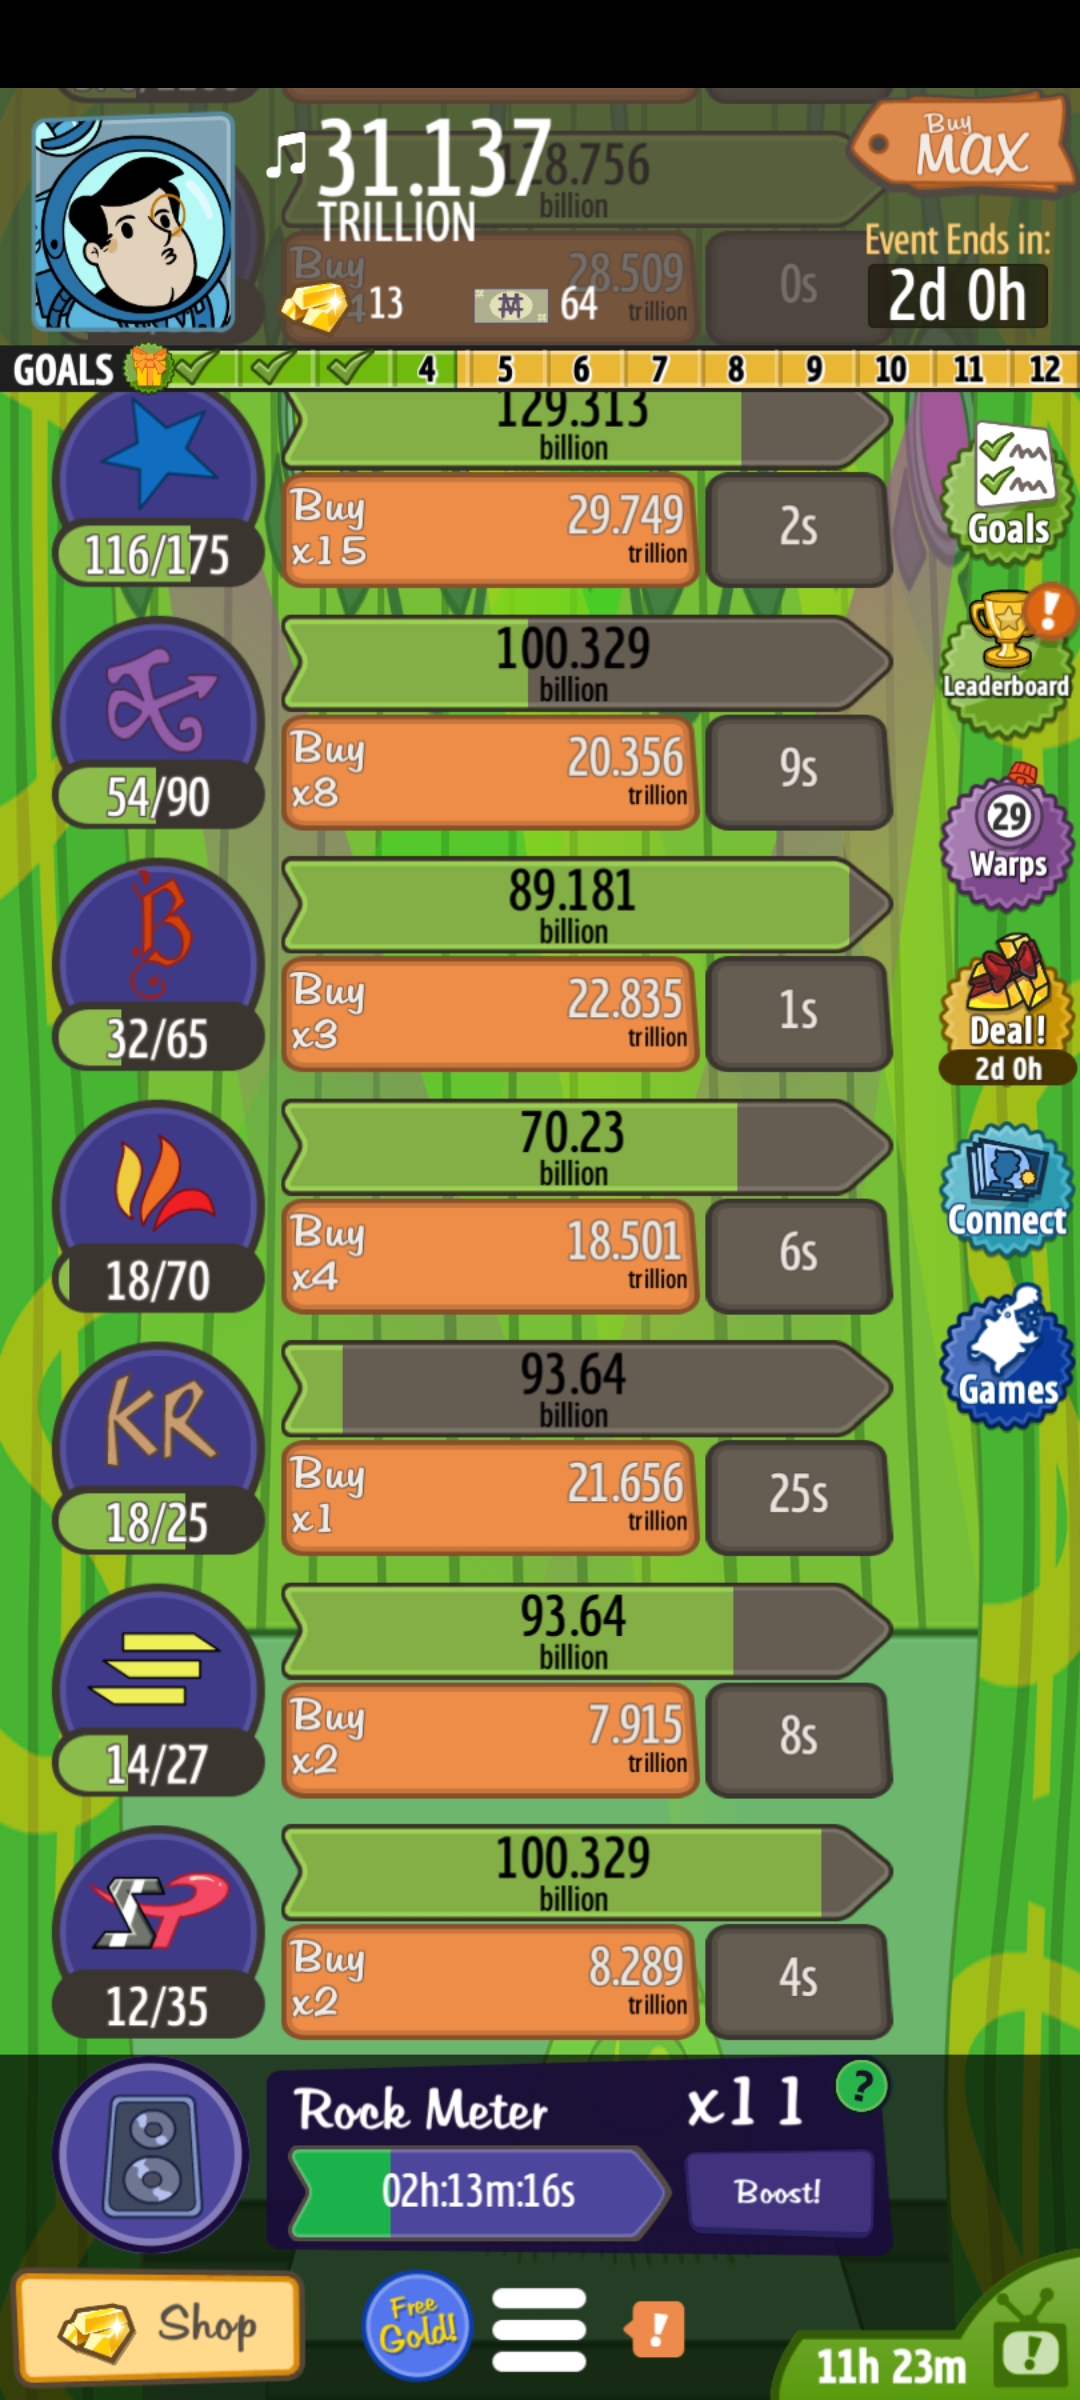 ♫31.137
TRILLION
Buy
MAX
128.756
billion
Event Ends in:
2d 0h
Buy
28.509
trillion
0s
13
64
GOALS 4 5 6 7 8 9 10 11 12
129.313
billion
116/175
Buy
x15
29.749
trillion
2s
Goals
100.329
billion
54/90
Buy
x8
20.356
trillion
9s
!
Leaderboard
89.181
billion
B
32/65
Buy
x3
22.835
trillion
1s
29
Warps
Deal!
2d 0h
70.23
billion
18/70
Buy
x4
18.501
trillion
6s
Connect
93.64
billion
KR
18/25
Buy
x1
21.656
trillion
25s
Games
93.64
billion
14/27
Buy
x2
7.915
trillion
8s
100.329
billion
SP
12/35
Buy
x2
8.289
trillion
4s
Rock Meter
x11
?
02h:13m:16s
Boost!
Shop
Free
Gold!
!
11h 23m
!